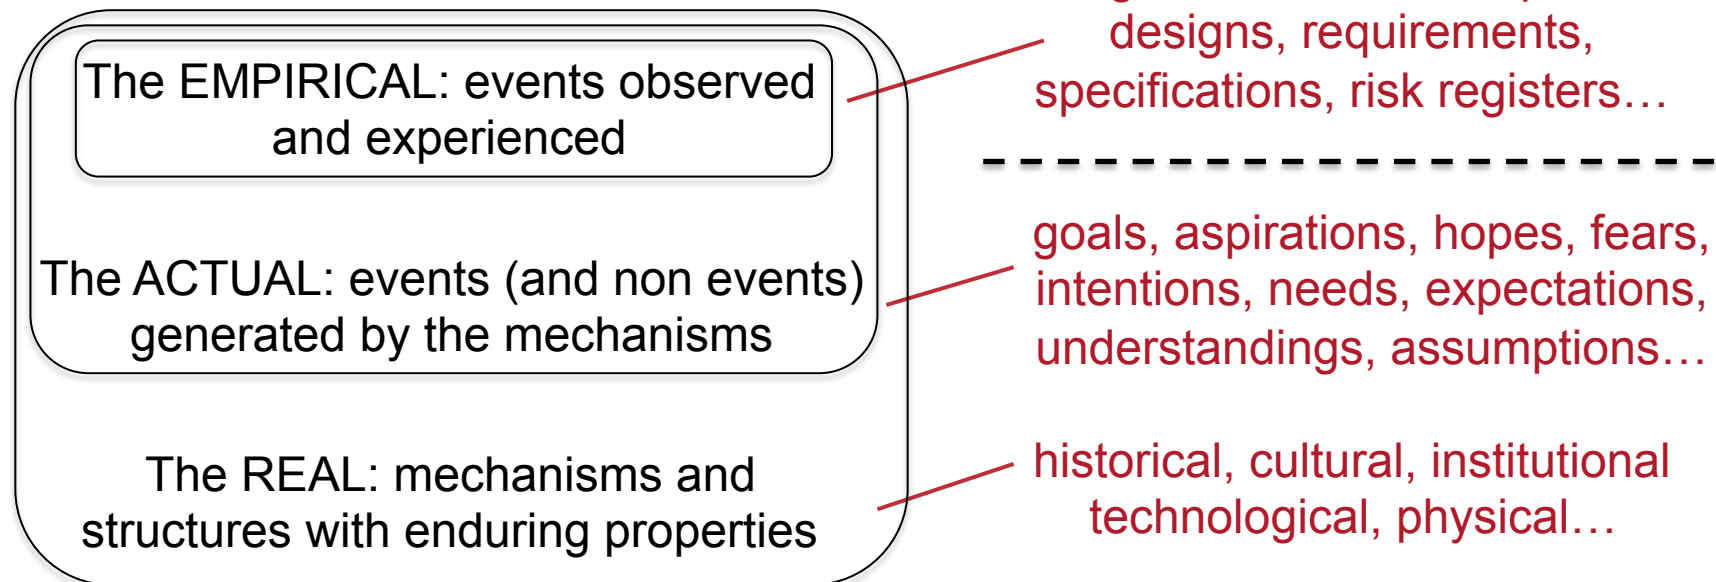 The EMPIRICAL: events observed
and experienced
The ACTUAL: events (and non events)
generated by the mechanisms
The REAL: mechanisms and
structures with enduring properties
designs, requirements,
specifications, risk registers…
goals, aspirations, hopes, fears,
intentions, needs, expectations,
understandings, assumptions…
historical, cultural, institutional
technological, physical…